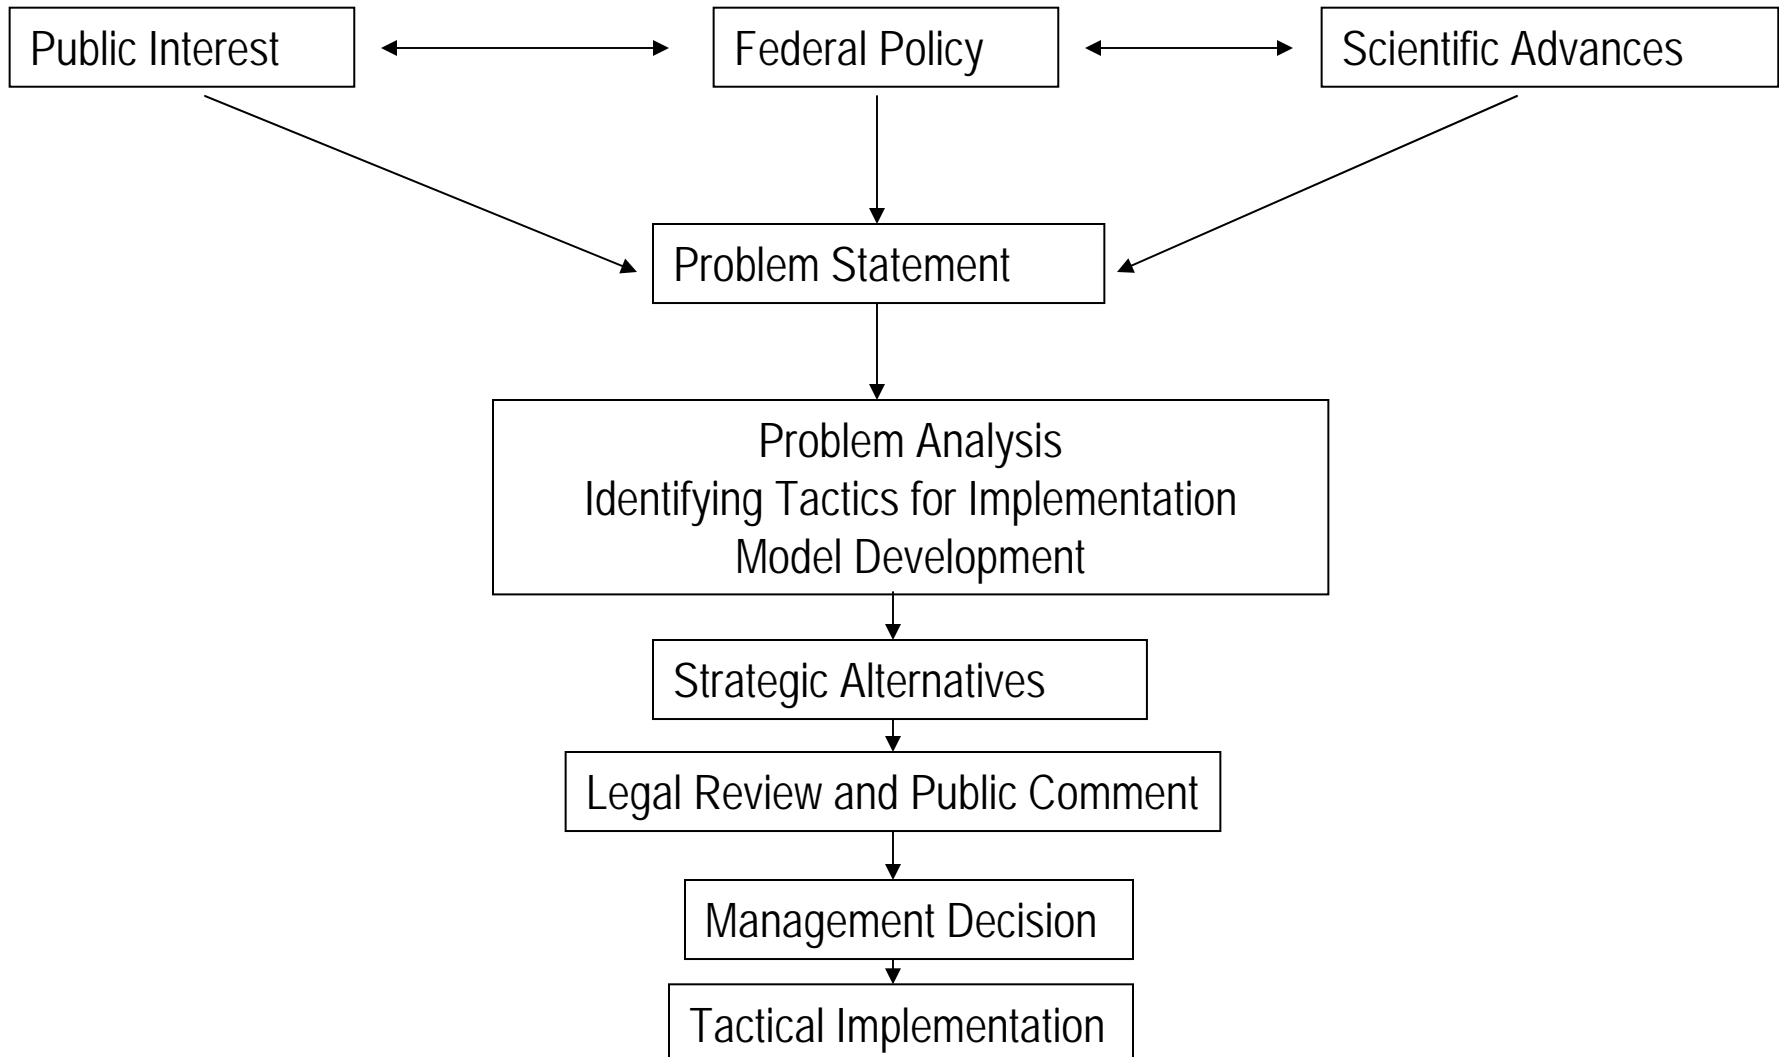 Public Interest
Federal Policy
Scientific Advances
Problem Statement
Problem Analysis
Identifying Tactics for Implementation
Model Development
Strategic Alternatives
Legal Review and Public Comment
Management Decision
Tactical Implementation